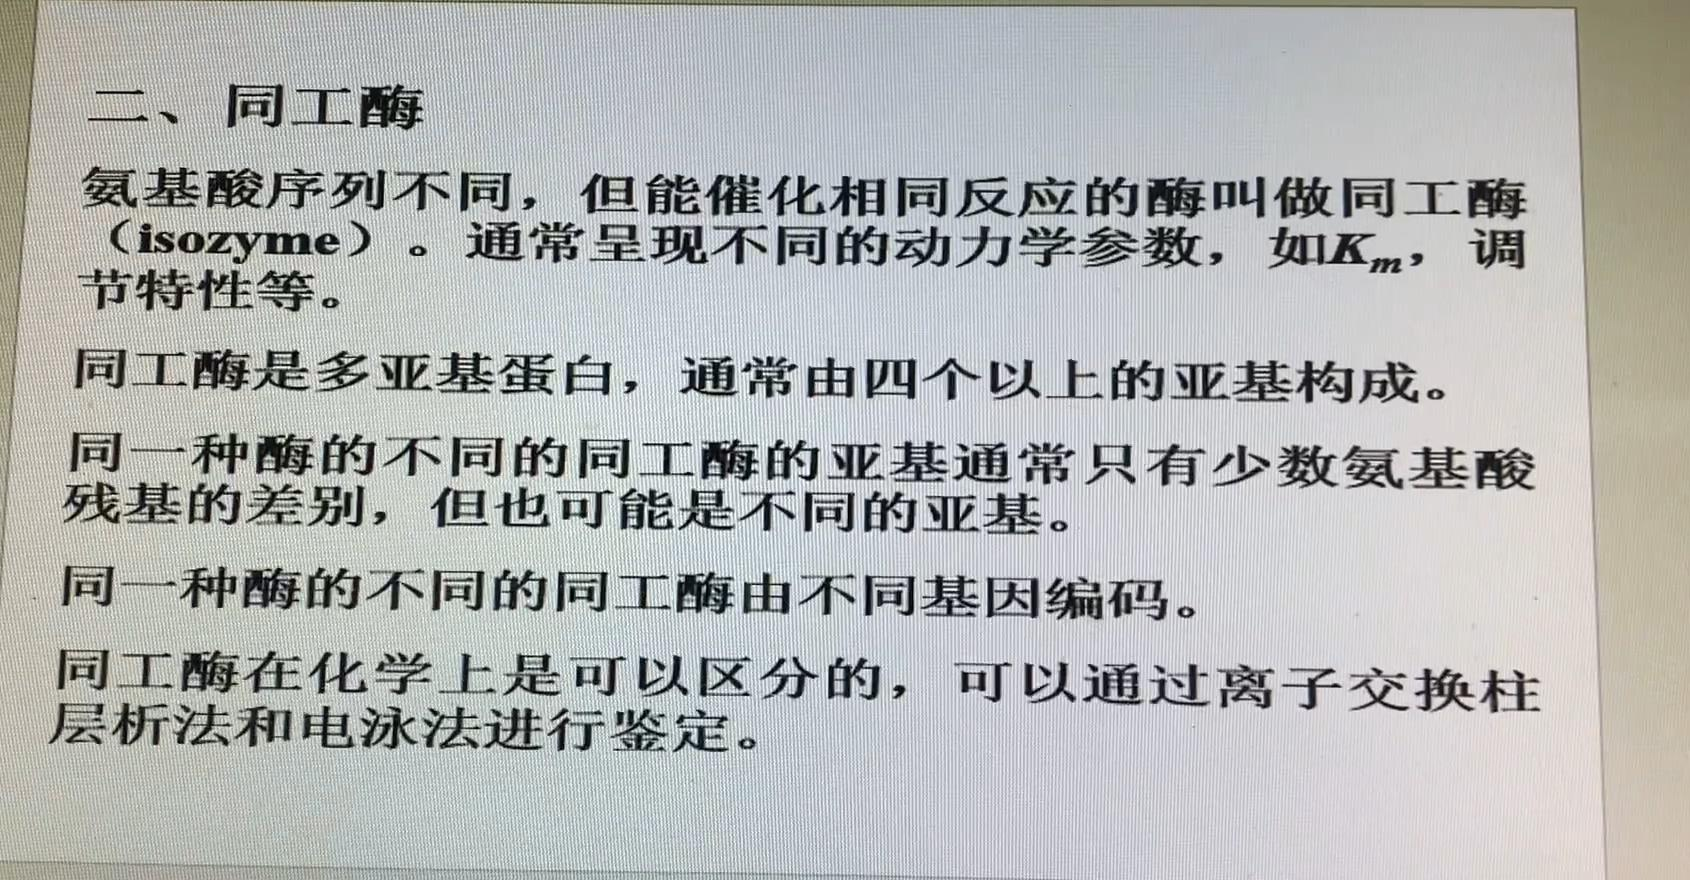 二、同工酶
氨基酸序列不同，但能催化相同反应的酶叫做同工酶
（isozyme）。通常呈现不同的动力学参数，如Km，调
节特性等。
同工酶是多亚基蛋白，通常由四个以上的亚基构成。
同一种酶的不同的同工酶的亚基通常只有少数氨基酸
残基的差别，但也可能是不同的亚基。
同一种酶的不同的同工酶由不同基因编码。
同工酶在化学上是可以区分的，可以通过离子交换柱
层析法和电泳法进行鉴定。